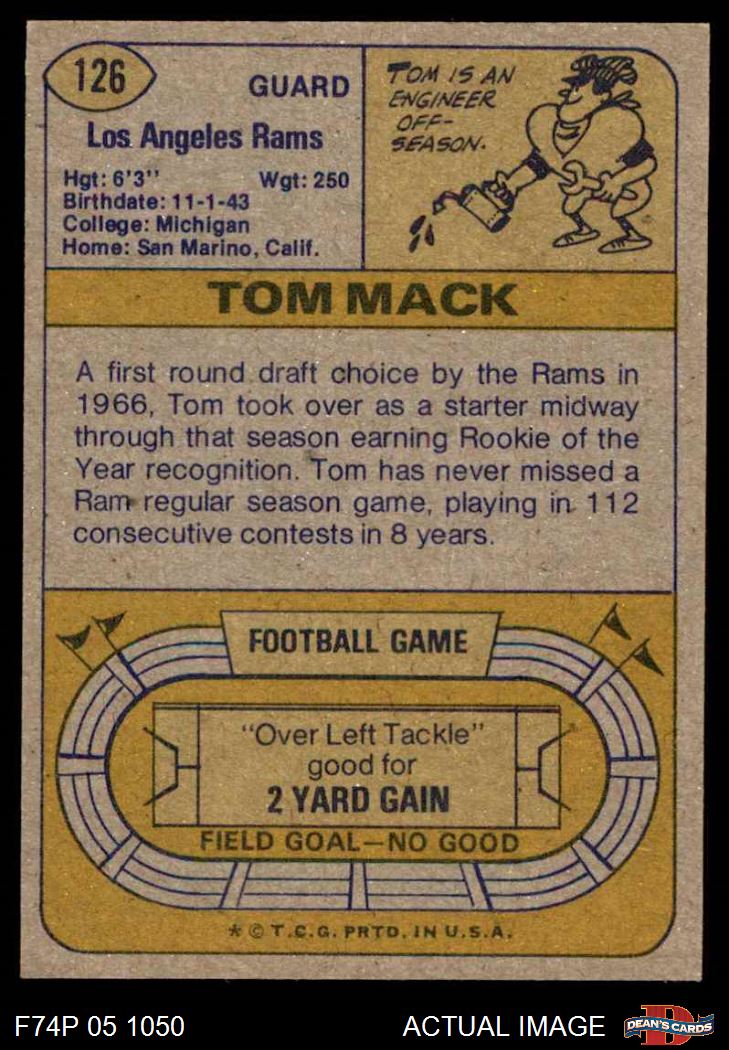 126
GUARD
Los Angeles Rams
Hgt: 6'3"
Wgt: 250
Birthdate: 11-1-43
College: Michigan
Home: San Marino, Calif.
TOM IS AN
ENGINEER
OFF-
SEASON.
TOM MACK
A first round draft choice by the Rams in
1966, Tom took over as a starter midway
through that season earning Rookie of the
Year recognition. Tom has never missed a
Ram regular season game, playing in 112
consecutive contests in 8 years.
FOOTBALL GAME
"Over Left Tackle"
good for
2 YARD GAIN
FIELD GOAL—NO GOOD
* © T.C.G. PRTD. IN U.S.A.
F74P 05 1050
ACTUAL IMAGE
D
DEAN'S CARDS